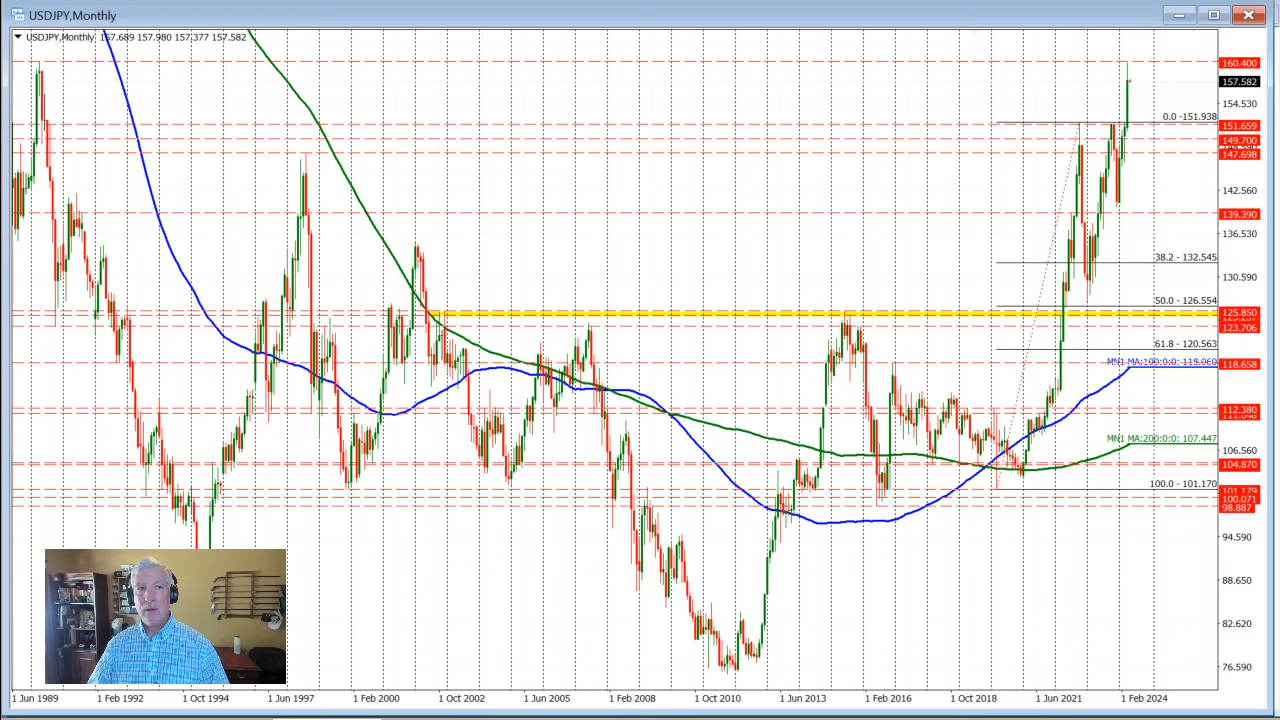 USDJPY,Monthly
USDJPY,Monthly 157.689 157.980 157.377 157.582
160.400
157.582
154.530
0.0 -151.938
151.659
149.700
147.698
142.560
139.390
136.530
38.2 - 132.545
130.590
50.0 - 126.554
125.850
123.706
61.8 - 120.563
MN1 MA:100:0:0: 118.060
118.658
112.380
MN1 MA:200:0:0: 107.447
106.560
104.870
100.0 - 101.170
101.179
100.071
98.887
94.590
88.650
82.620
76.590
1 Jun 1989 1 Feb 1992 1 Oct 1994 1 Jun 1997 1 Feb 2000 1 Oct 2002 1 Jun 2005 1 Feb 2008 1 Oct 2010 1 Jun 2013 1 Feb 2016 1 Oct 2018 1 Jun 2021 1 Feb 2024